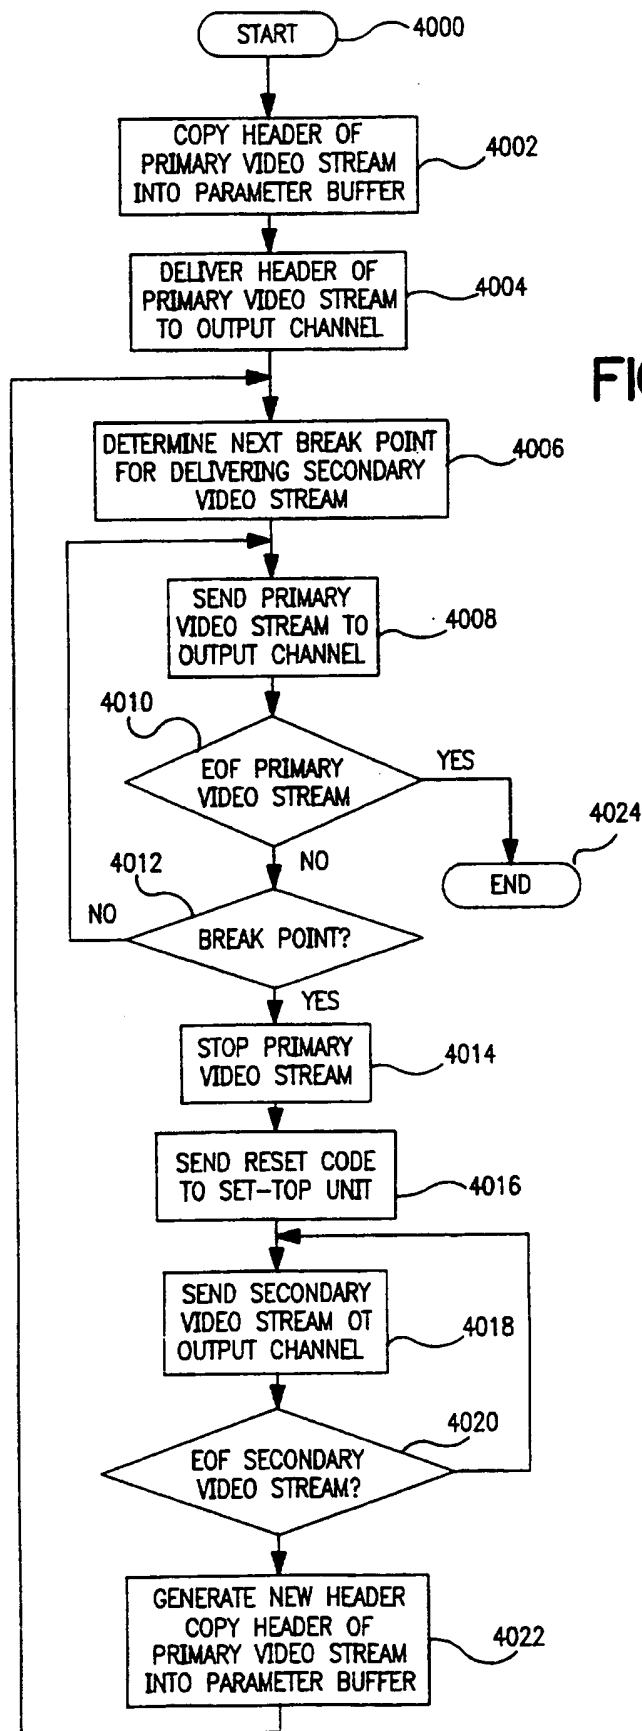 START
4000
COPY HEADER OF
PRIMARY VIDEO STREAM
INTO PARAMETER BUFFER
4002
DELIVER HEADER OF
PRIMARY VIDEO STREAM
TO OUTPUT CHANNEL
4004
DETERMINE NEXT BREAK POINT
FOR DELIVERING SECONDARY
VIDEO STREAM
4006
SEND PRIMARY
VIDEO STREAM TO
OUTPUT CHANNEL
4008
4010
EOF PRIMARY
VIDEO STREAM
YES
4024
END
NO
4012
NO
BREAK POINT?
YES
STOP PRIMARY
VIDEO STREAM
4014
SEND RESET CODE
TO SET-TOP UNIT
4016
SEND SECONDARY
VIDEO STREAM OT
OUTPUT CHANNEL
4018
4020
EOF SECONDARY
VIDEO STREAM?
GENERATE NEW HEADER
COPY HEADER OF
PRIMARY VIDEO STREAM
INTO PARAMETER BUFFER
4022